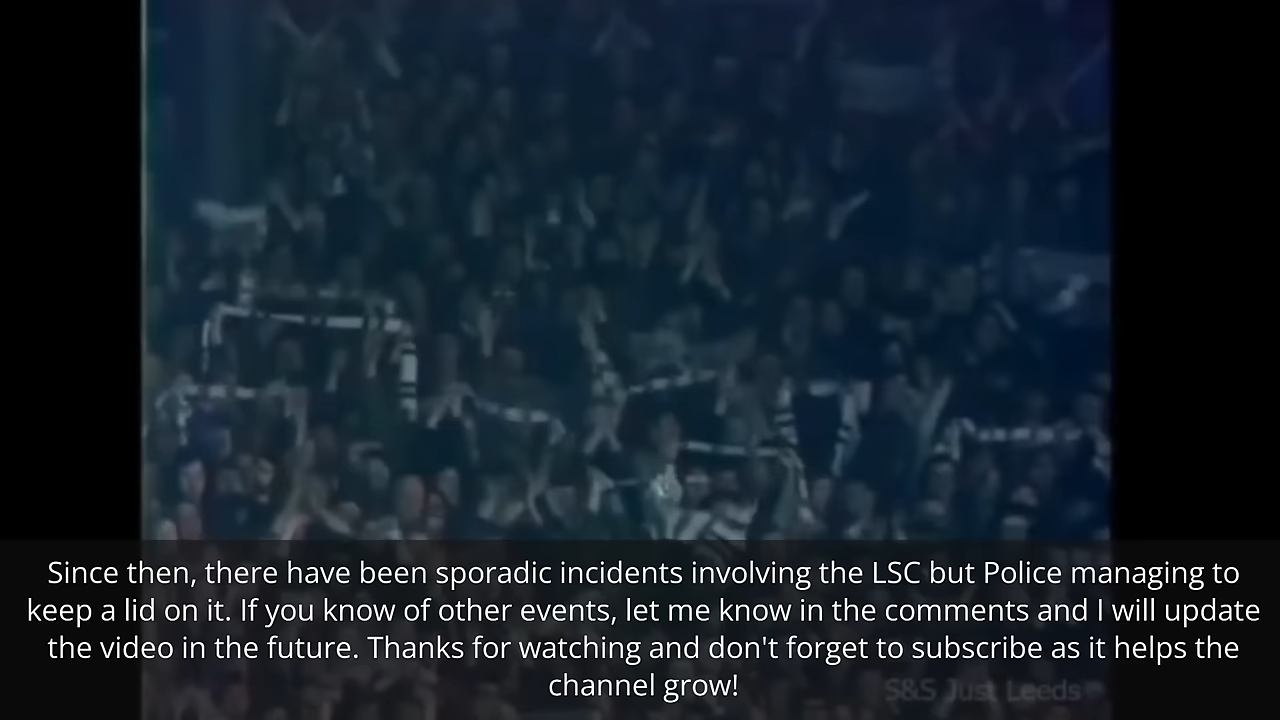 Since then, there have been sporadic incidents involving the LSC but Police managing to
keep a lid on it. If you know of other events, let me know in the comments and I will update
the video in the future. Thanks for watching and don't forget to subscribe as it helps the
channel grow!
S&S Just Leeds